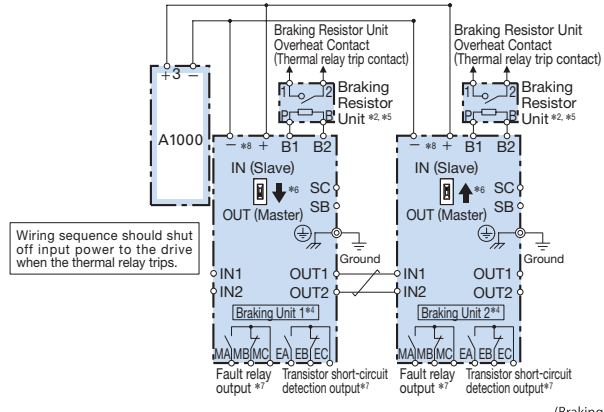 Braking Resistor Unit
Overheat Contact
(Thermal relay trip contact)
Braking Resistor Unit
Overheat Contact
(Thermal relay trip contact)
+3 −
A1000
1 2
P B
Braking
Resistor
Unit *2, *5
1 2
P B
Braking
Resistor
Unit *2, *5
− *8 + B1 B2
IN (Slave)
*6
OUT (Master)
SC
SB
Ground
− *8 + B1 B2
IN (Slave)
*6
OUT (Master)
SC
SB
Ground
Wiring sequence should shut
off input power to the drive
when the thermal relay trips.
IN1
IN2
OUT1
OUT2
Braking Unit 1*4
IN1
IN2
OUT1
OUT2
Braking Unit 2*4
MA MB MC EA EB EC
MA MB MC EA EB EC
Fault relay
output *7
Transistor short-circuit
detection output*7
Fault relay
output *7
Transistor short-circuit
detection output*7
(Braking